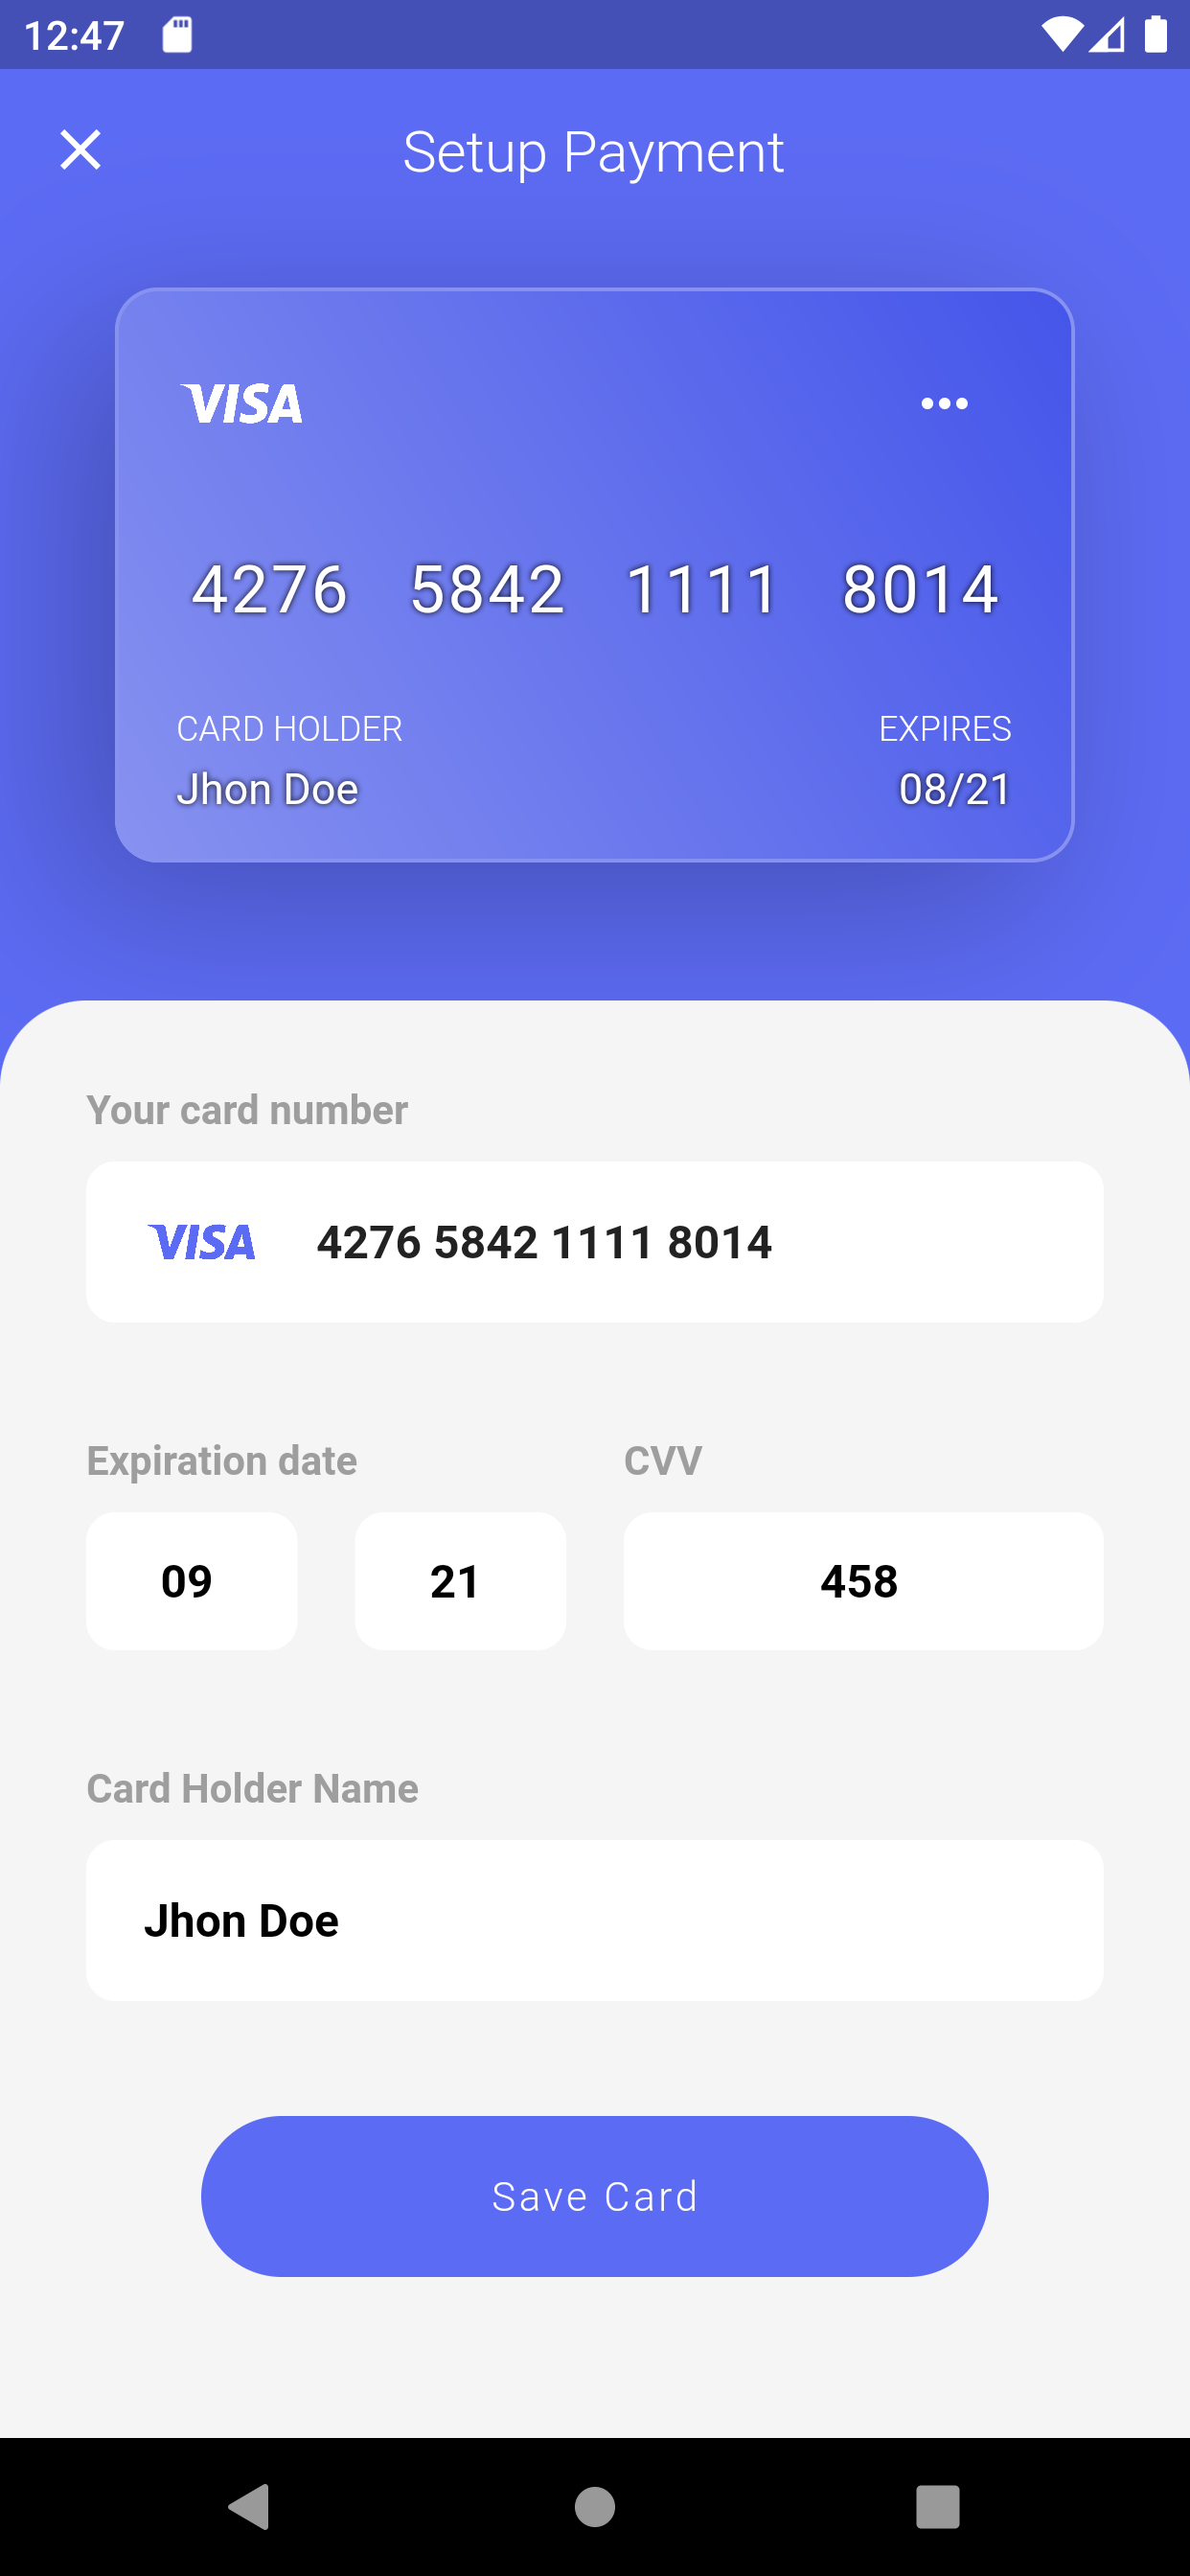 12:47
Setup Payment
VISA
4276 5842 1111 8014
CARD HOLDER EXPIRES
Jhon Doe 08/21
Your card number
VISA 4276 5842 1111 8014
Expiration date CVV
09 21 458
Card Holder Name
Jhon Doe
Save Card